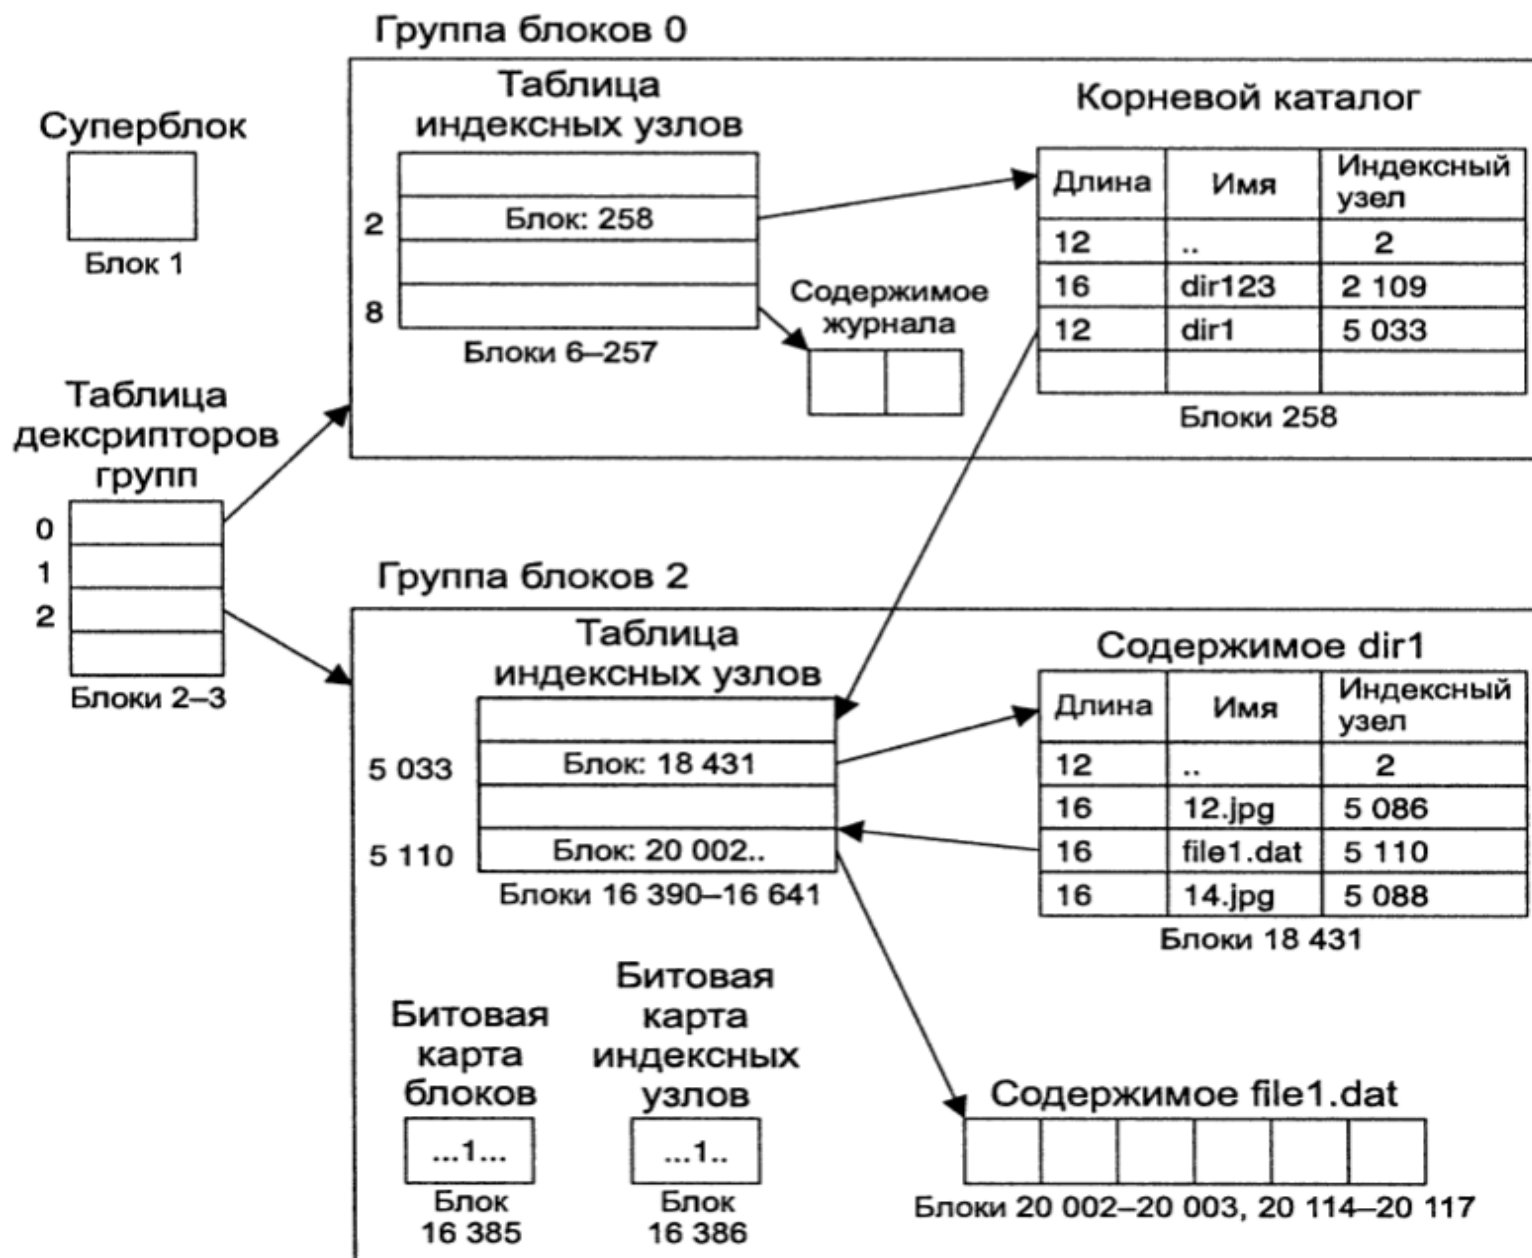 Группа блоков 0
Суперблок
Блок 1
Таблица
индексных узлов
2
Блок: 258
8
Блоки 6–257
Содержимое
журнала
Корневой каталог
Длина Имя Индексный
узел
12 .. 2
16 dir123 2 109
12 dir1 5 033
Блоки 258
Таблица
дексрипторов
групп
0
1
2
Блоки 2–3
Группа блоков 2
Таблица
индексных узлов
5 033 Блок: 18 431
5 110 Блок: 20 002..
Блоки 16 390–16 641
Содержимое dir1
Длина Имя Индексный
узел
12 .. 2
16 12.jpg 5 086
16 file1.dat 5 110
16 14.jpg 5 088
Блоки 18 431
Битовая
карта
блоков
...1...
Блок
16 385
Битовая
карта
индексных
узлов
...1..
Блок
16 386
Содержимое file1.dat
Блоки 20 002–20 003, 20 114–20 117